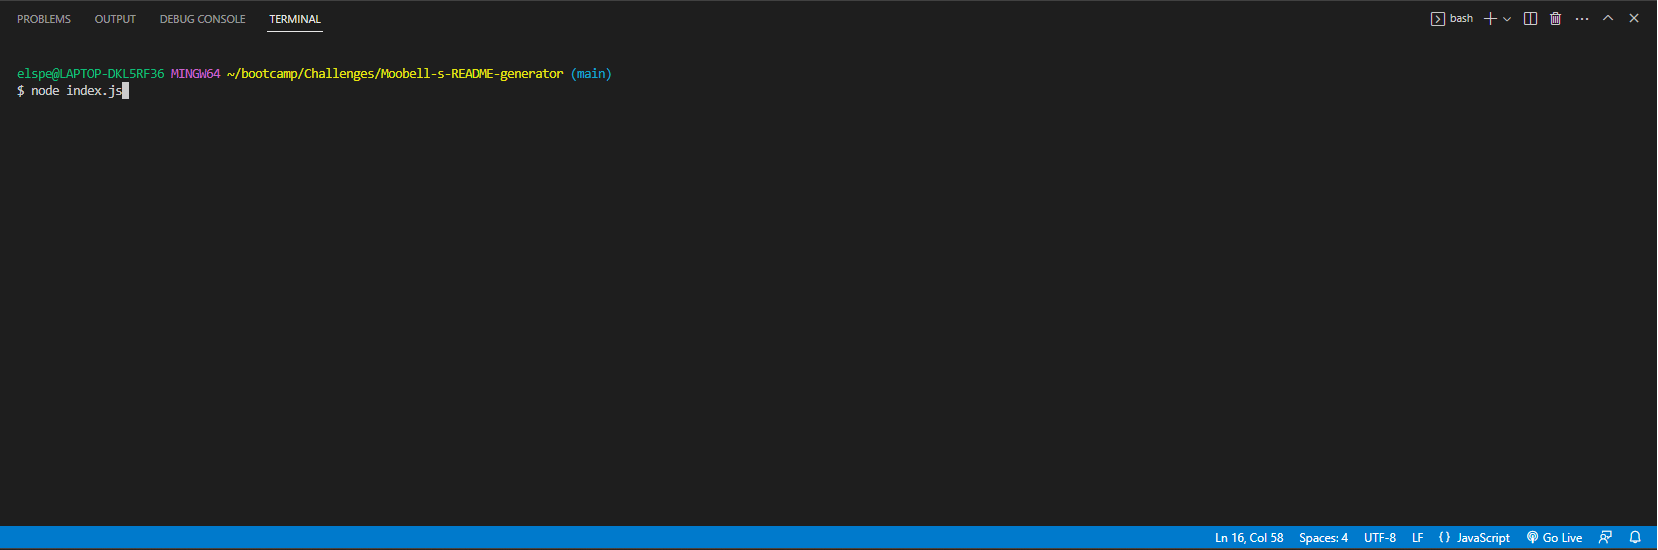 PROBLEMS OUTPUT DEBUG CONSOLE TERMINAL bash
elspe@LAPTOP-DKL5RF36 MINGW64 ~/bootcamp/Challenges/Moobell-s-README-generator (main)
$ node index.js
Ln 16, Col 58 Spaces: 4 UTF-8 LF {} JavaScript Go Live